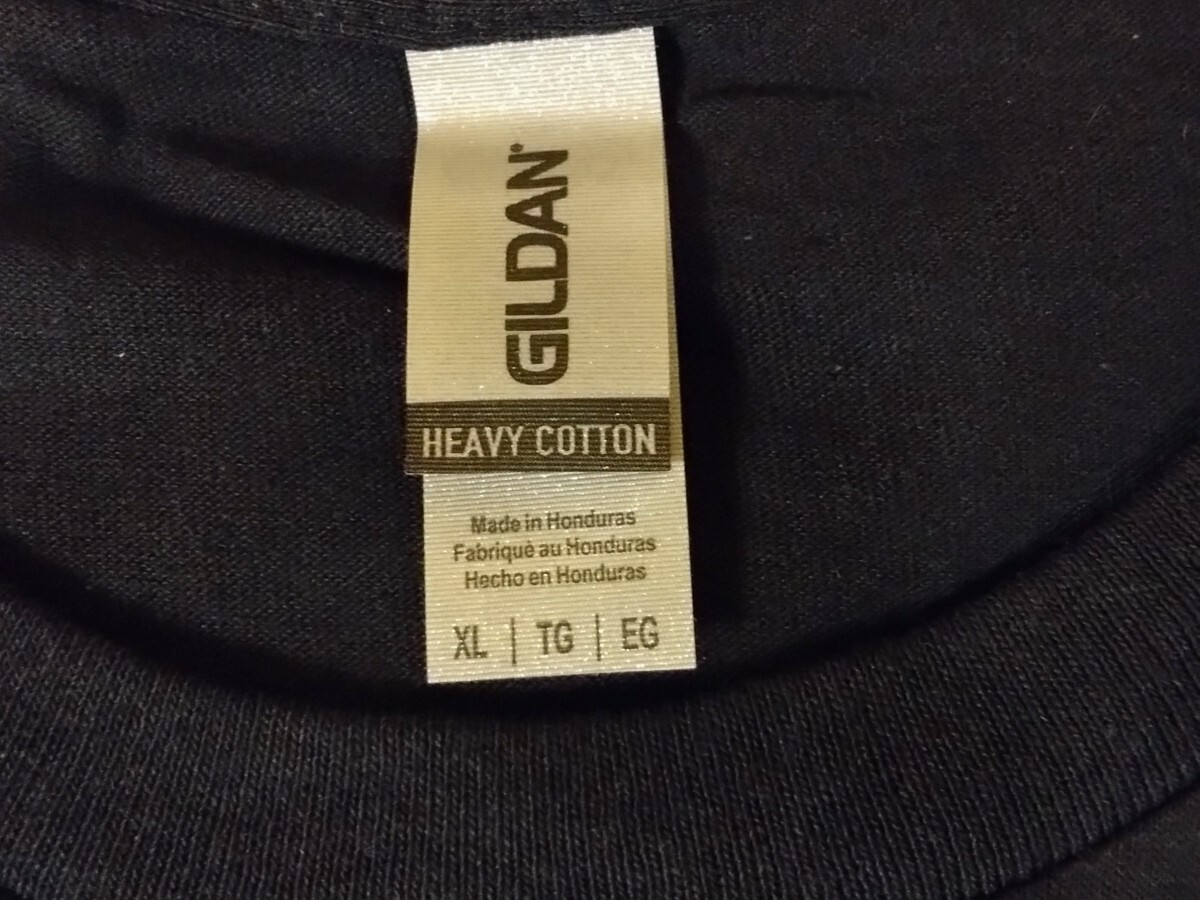 GILDAN®
HEAVY COTTON
Made in Honduras
Fabriqué au Honduras
Hecho en Honduras
XL | TG | EG